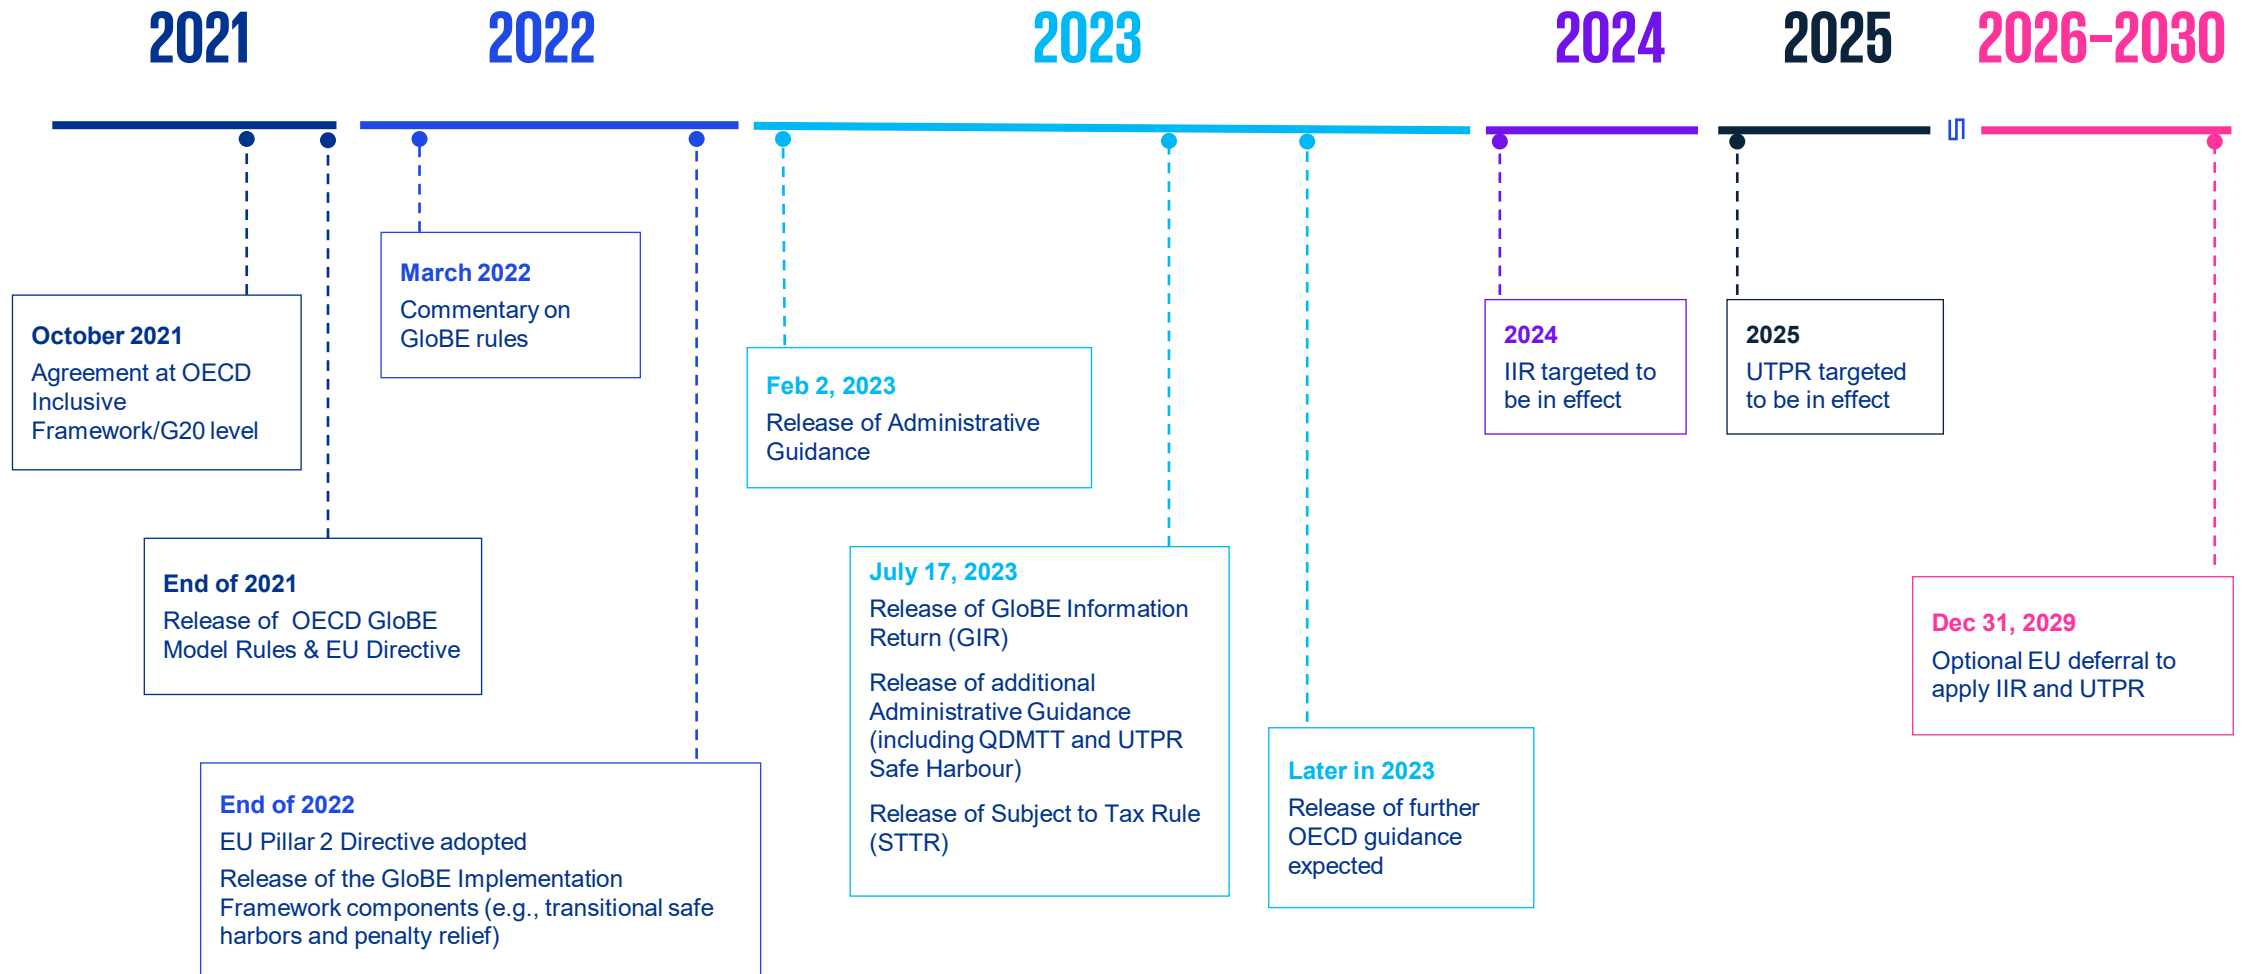 2021
2022
2023
2024
2025
2026–2030
October 2021
Agreement at OECD
Inclusive
Framework/G20 level
End of 2021
Release of OECD GloBE
Model Rules & EU Directive
March 2022
Commentary on
GloBE rules
End of 2022
EU Pillar 2 Directive adopted
Release of the GloBE Implementation
Framework components (e.g., transitional safe
harbors and penalty relief)
Feb 2, 2023
Release of Administrative
Guidance
July 17, 2023
Release of GloBE Information
Return (GIR)
Release of additional
Administrative Guidance
(including QDMTT and UTPR
Safe Harbour)
Release of Subject to Tax Rule
(STTR)
Later in 2023
Release of further
OECD guidance
expected
2024
IIR targeted to
be in effect
2025
UTPR targeted
to be in effect
Dec 31, 2029
Optional EU deferral to
apply IIR and UTPR